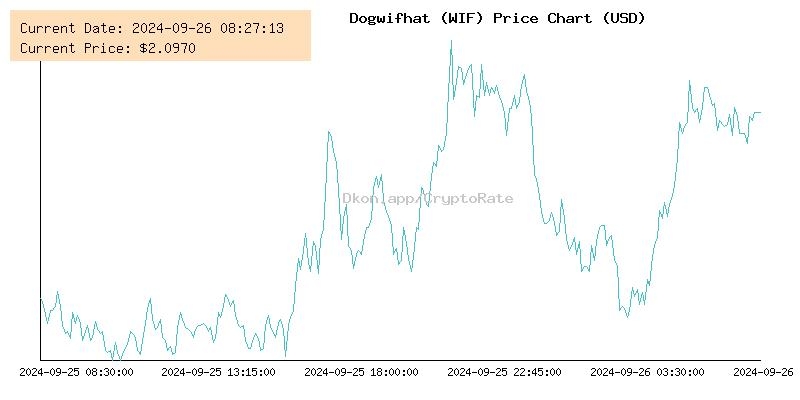 Dogwifhat (WIF) Price Chart (USD)
Current Date: 2024-09-26 08:27:13
Current Price: $2.0970
Dkon.app/CryptoRate
2024-09-25 08:30:00 2024-09-25 13:15:00 2024-09-25 18:00:00 2024-09-25 22:45:00 2024-09-26 03:30:00 2024-09-26